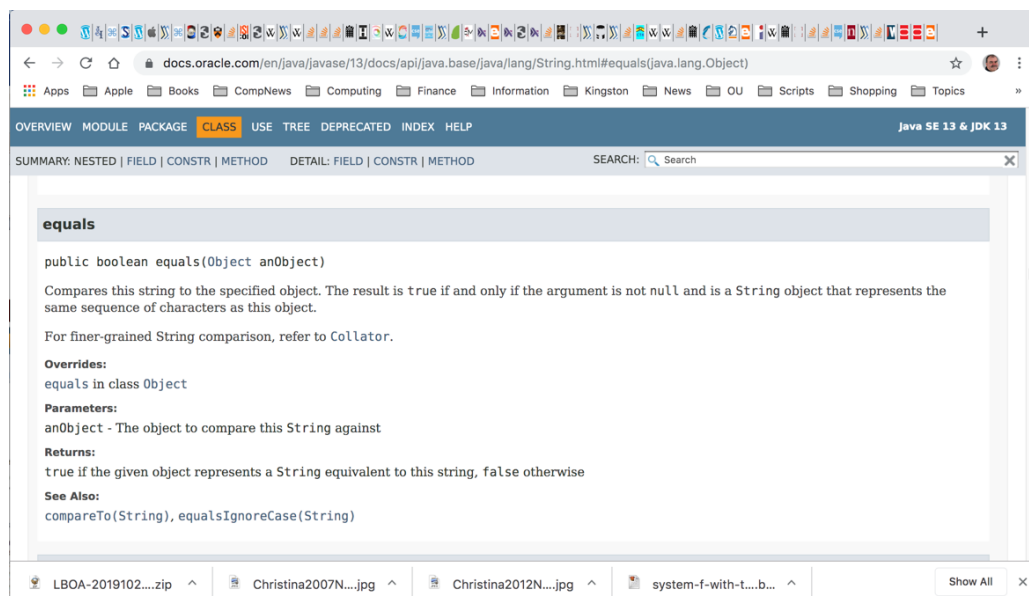 docs.oracle.com/en/java/javase/13/docs/api/java.base/java/lang/String.html#equals(java.lang.Object)
Apps Apple Books CompNews Computing Finance Information Kingston News OU Scripts Shopping Topics »
OVERVIEW MODULE PACKAGE CLASS USE TREE DEPRECATED INDEX HELP Java SE 13 & JDK 13
SUMMARY: NESTED | FIELD | CONSTR | METHOD DETAIL: FIELD | CONSTR | METHOD SEARCH: Search
equals
public boolean equals(Object anObject)
Compares this string to the specified object. The result is true if and only if the argument is not null and is a String object that represents the
same sequence of characters as this object.
For finer-grained String comparison, refer to Collator.
Overrides:
equals in class Object
Parameters:
anObject - The object to compare this String against
Returns:
true if the given object represents a String equivalent to this string, false otherwise
See Also:
compareTo(String), equalsIgnoreCase(String)
LBOA-2019102....zip Christina2007N....jpg Christina2012N....jpg system-f-with-t....b... Show All